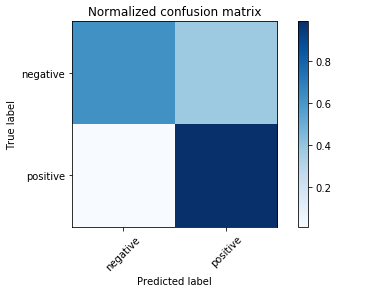 Normalized confusion matrix
True label
negative
positive
negative
positive
Predicted label
0.8
0.6
0.4
0.2